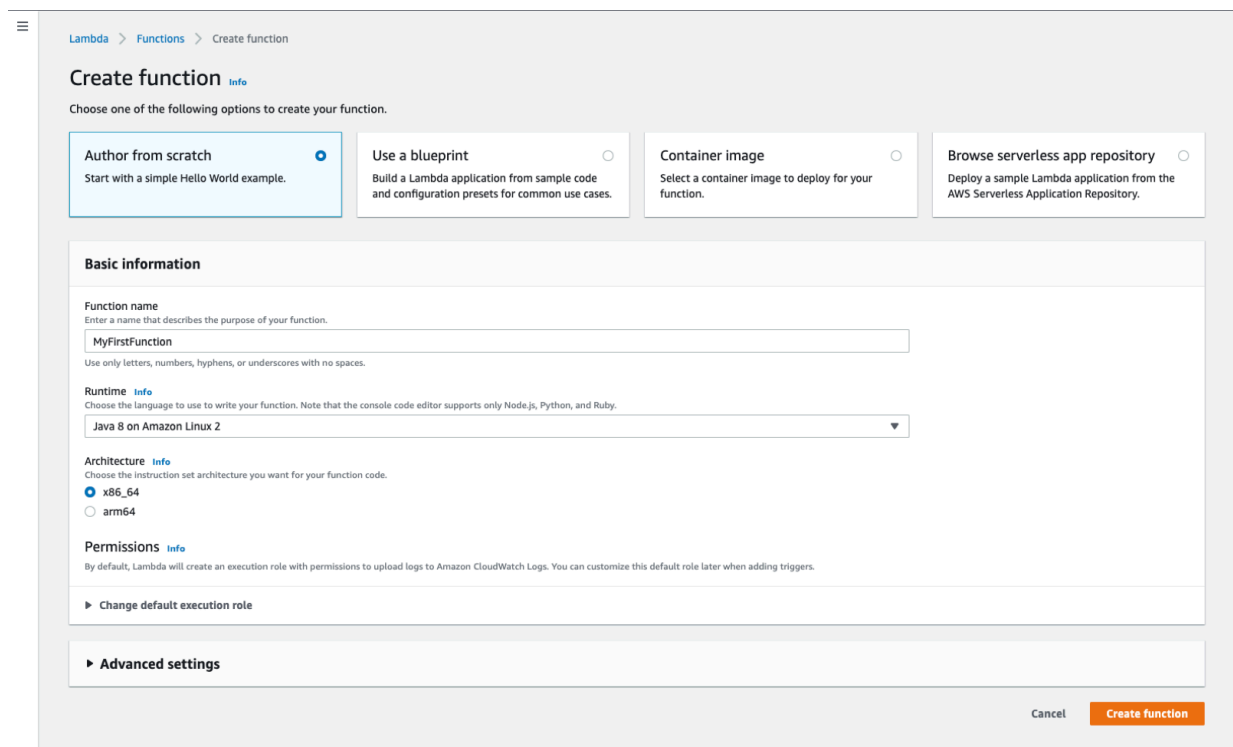 Lambda > Functions > Create function
Create function Info
Choose one of the following options to create your function.
Author from scratch
Start with a simple Hello World example.
Use a blueprint
Build a Lambda application from sample code
and configuration presets for common use cases.
Container image
Select a container image to deploy for your
function.
Browse serverless app repository
Deploy a sample Lambda application from the
AWS Serverless Application Repository.
Basic information
Function name
Enter a name that describes the purpose of your function.
MyFirstFunction
Use only letters, numbers, hyphens, or underscores with no spaces.
Runtime Info
Choose the language to use to write your function. Note that the console code editor supports only Node.js, Python, and Ruby.
Java 8 on Amazon Linux 2
Architecture Info
Choose the instruction set architecture you want for your function code.
x86_64
arm64
Permissions Info
By default, Lambda will create an execution role with permissions to upload logs to Amazon CloudWatch Logs. You can customize this default role later when adding triggers.
Change default execution role
Advanced settings
Cancel
Create function